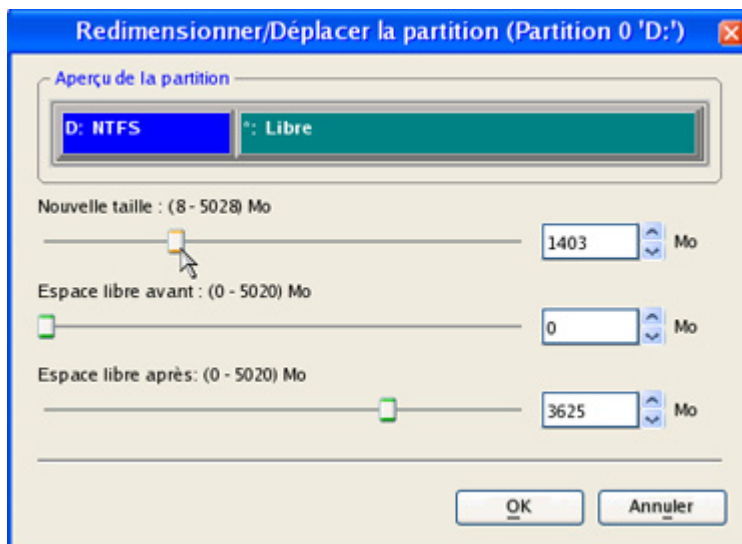 Redimensionner/Déplacer la partition (Partition 0 'D:')
Aperçu de la partition
D: NTFS
*: Libre
Nouvelle taille : (8 - 5028) Mo
1403 Mo
Espace libre avant : (0 - 5020) Mo
0 Mo
Espace libre après: (0 - 5020) Mo
3625 Mo
OK
Annuler